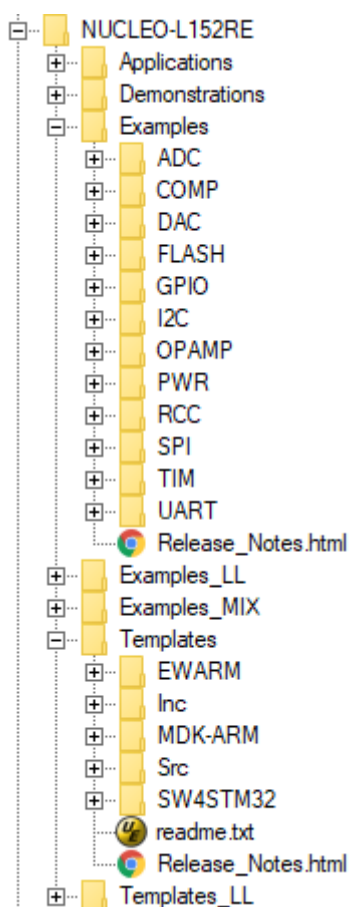 NUCLEO-L152RE
Applications
Demonstrations
Examples
ADC
COMP
DAC
FLASH
GPIO
I2C
OPAMP
PWR
RCC
SPI
TIM
UART
Release_Notes.html
Examples_LL
Examples_MIX
Templates
EWARM
Inc
MDK-ARM
Src
SW4STM32
readme.txt
Release_Notes.html
Templates_LL